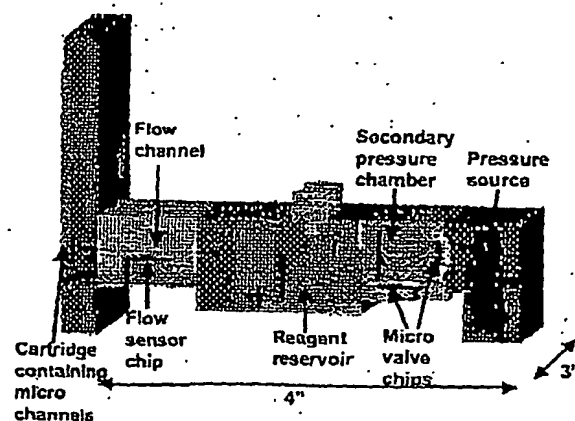 Flow
channel
Secondary
pressure
chamber
Pressure
source
Flow
sensor
chip
Reagent
reservoir
Micro
valve
chips
Cartridge
containing
micro
channels
4"
3"